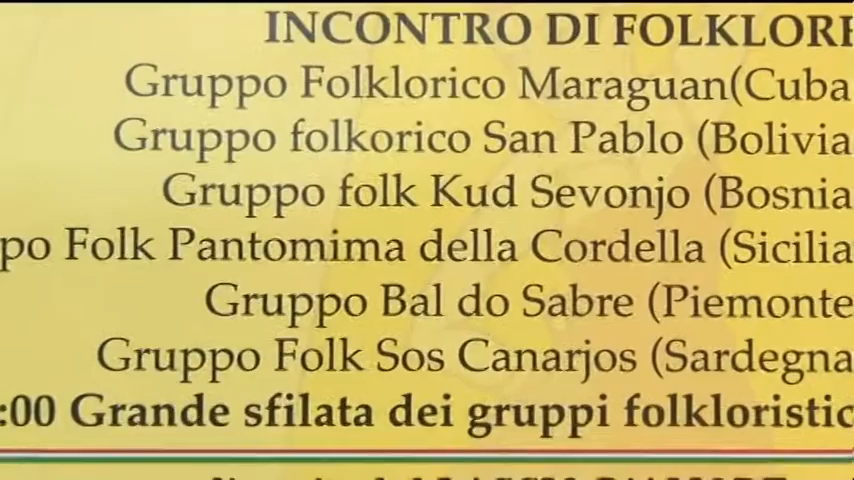 INCONTRO DI FOLKLORE
Gruppo Folklorico Maraguan(Cuba
Gruppo folkorico San Pablo (Bolivia
Gruppo folk Kud Sevonjo (Bosnia
po Folk Pantomima della Cordella (Sicilia
Gruppo Bal do Sabre (Piemonte
Gruppo Folk Sos Canarjos (Sardegna
:00 Grande sfilata dei gruppi folkloristic